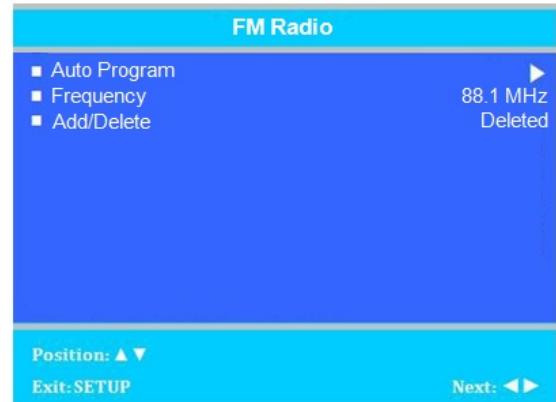 FM Radio
■ Auto Program ▶
■ Frequency 88.1 MHz
■ Add/Delete Deleted
Position: ▲ ▼
Exit: SETUP Next: ◀ ▶